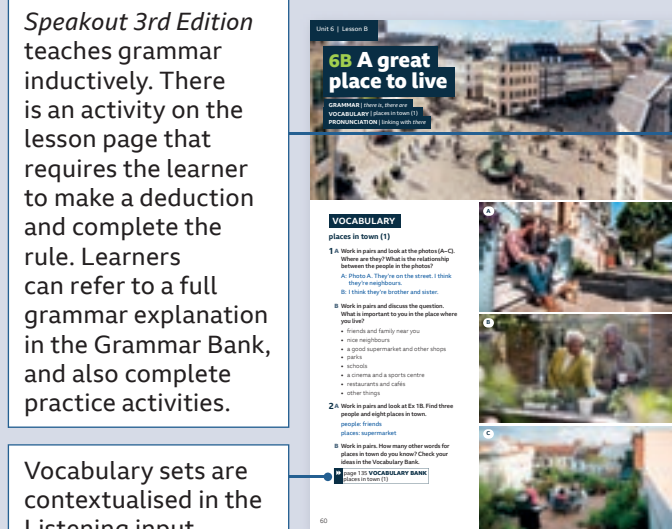 Speakout 3rd Edition
teaches grammar
inductively. There
is an activity on the
lesson page that
requires the learner
to make a deduction
and complete the
rule. Learners
can refer to a full
grammar explanation
in the Grammar Bank,
and also complete
practice activities.
Vocabulary sets are
contextualised in the
Listening input
Unit 6 | Lesson B
6B A great
place to live
GRAMMAR | there is, there are
VOCABULARY | places in town (1)
PRONUNCIATION | linking with there
VOCABULARY
places in town (1)
1 A Work in pairs and look at the photos (A–C).
Where are they? What is the relationship
between the people in the photos?
A: Photo A. They're on the street. I think
they're neighbours.
B: I think they're brother and sister.
B Work in pairs and discuss the question.
What is important to you in the place where
you live?
• friends and family near you
• nice neighbours
• a good supermarket and other shops
• parks
• schools
• a cinema and a sports centre
• restaurants and cafés
• other things
2 A Work in pairs and look at Ex 1B. Find three
people and eight places in town.
people: friends
places: supermarket
B Work in pairs. How many other words for
places in town do you know? Check your
ideas in the Vocabulary Bank.
page 135 VOCABULARY BANK
places in town (1)
60
A
B
C